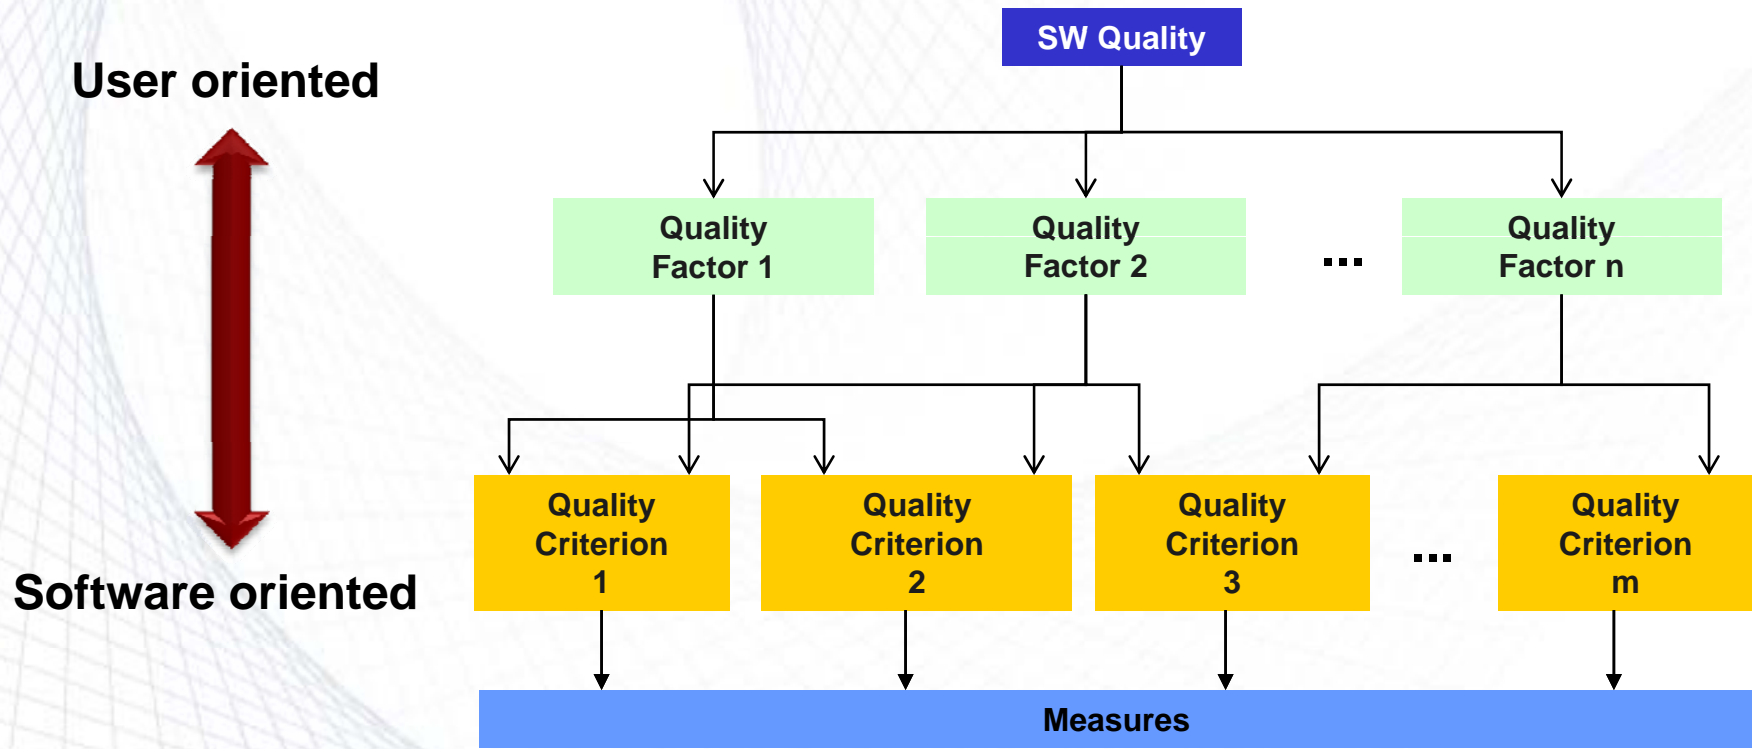 SW Quality
User oriented
Quality
Factor 1
Quality
Factor 2
...
Quality
Factor n
Quality
Criterion
1
Quality
Criterion
2
Quality
Criterion
3
...
Quality
Criterion
m
Software oriented
Measures